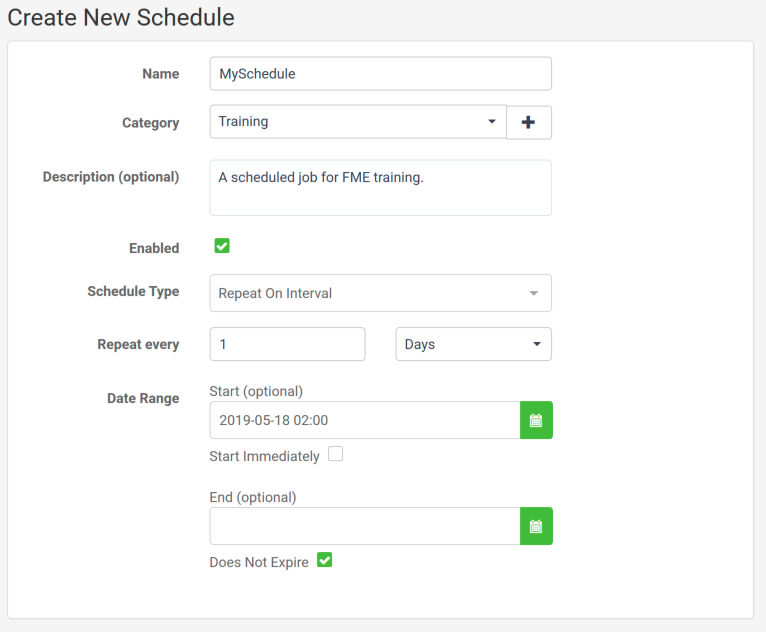 Create New Schedule
Name MySchedule
Category Training
Description (optional) A scheduled job for FME training.
Enabled
Schedule Type Repeat On Interval
Repeat every 1 Days
Date Range Start (optional)
2019-05-18 02:00
Start Immediately
End (optional)
Does Not Expire